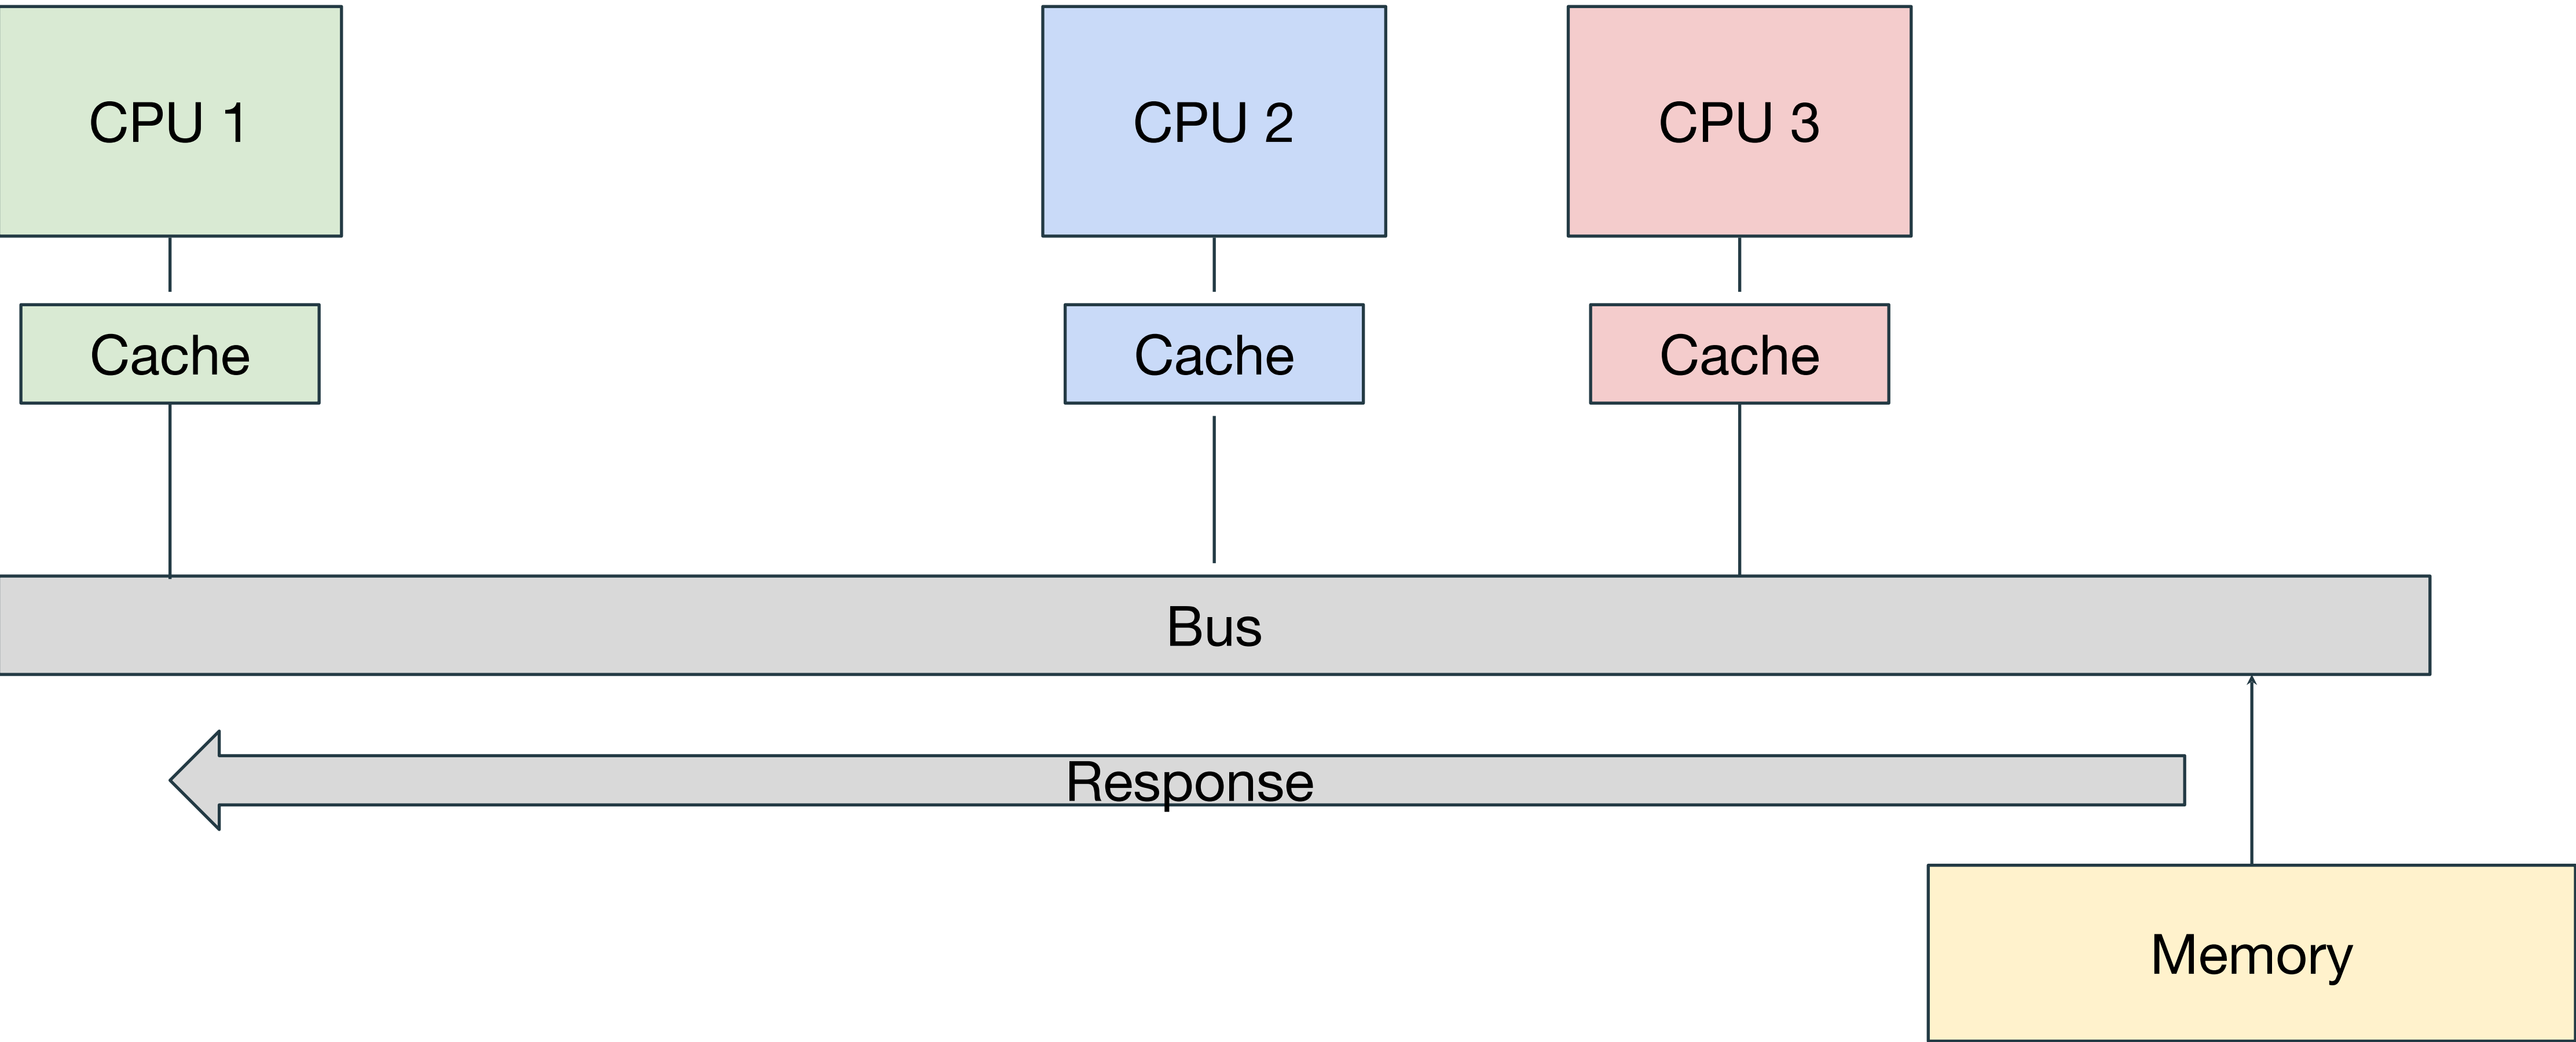 CPU 1
CPU 2
CPU 3
Cache
Cache
Cache
Bus
Response
Memory